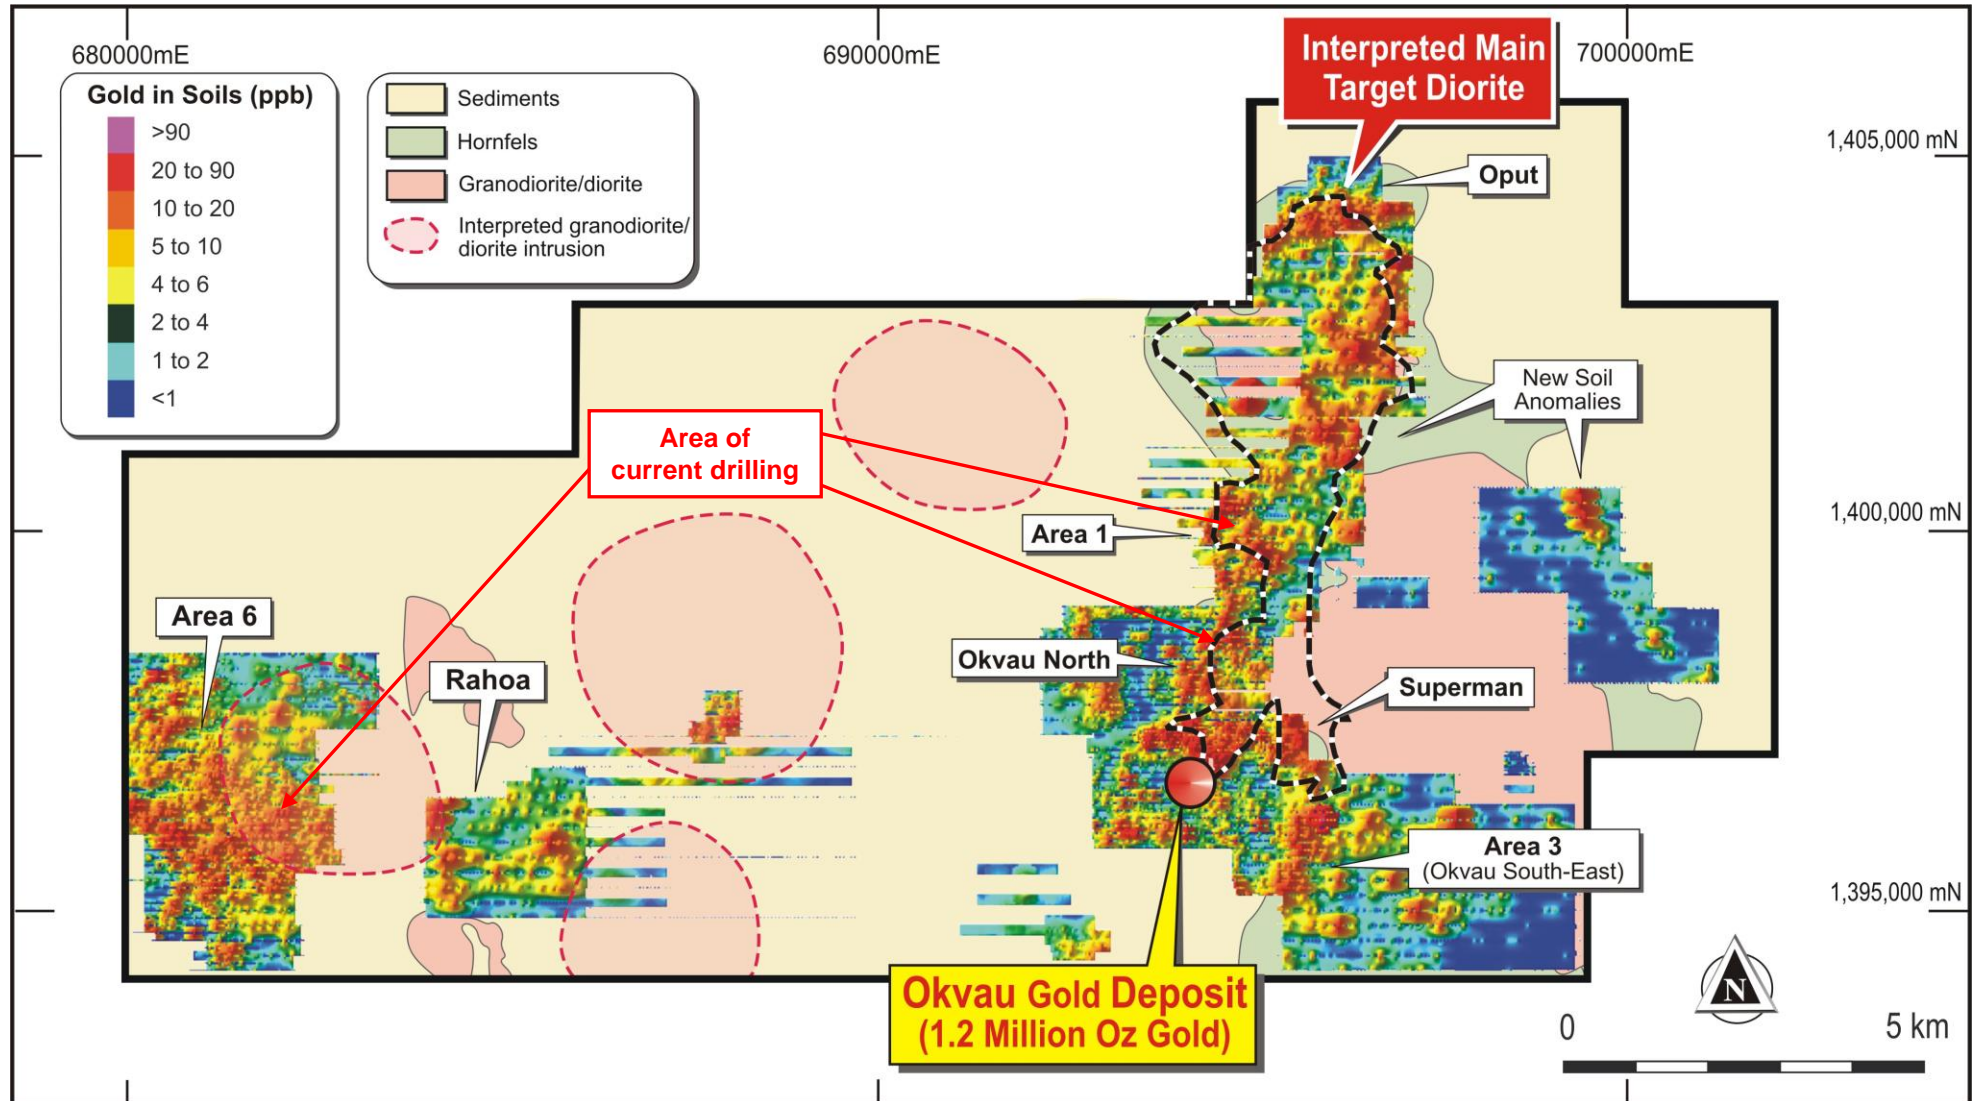 680000mE
690000mE
700000mE
Gold in Soils (ppb)
>90
20 to 90
10 to 20
5 to 10
4 to 6
2 to 4
1 to 2
<1
Sediments
Hornfels
Granodiorite/diorite
Interpreted granodiorite/
diorite intrusion
Interpreted Main
Target Diorite
1,405,000 mN
Oput
New Soil
Anomalies
Area of
current drilling
1,400,000 mN
Area 1
Area 6
Okvau North
Rahoa
Superman
Area 3
(Okvau South-East)
1,395,000 mN
Okvau Gold Deposit
(1.2 Million Oz Gold)
N
0
5 km